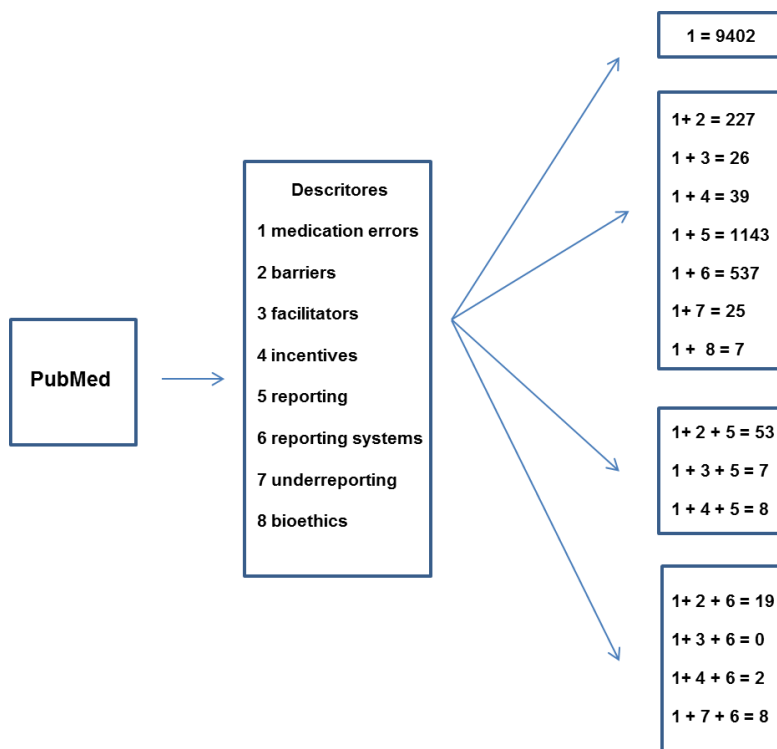 PubMed
Descritores
1 medication errors
2 barriers
3 facilitators
4 incentives
5 reporting
6 reporting systems
7 underreporting
8 bioethics
1 = 9402
1+ 2 = 227
1 + 3 = 26
1 + 4 = 39
1 + 5 = 1143
1 + 6 = 537
1+ 7 = 25
1 + 8 = 7
1+ 2 + 5 = 53
1 + 3 + 5 = 7
1 + 4 + 5 = 8
1+ 2 + 6 = 19
1+ 3 + 6 = 0
1+ 4 + 6 = 2
1 + 7 + 6 = 8